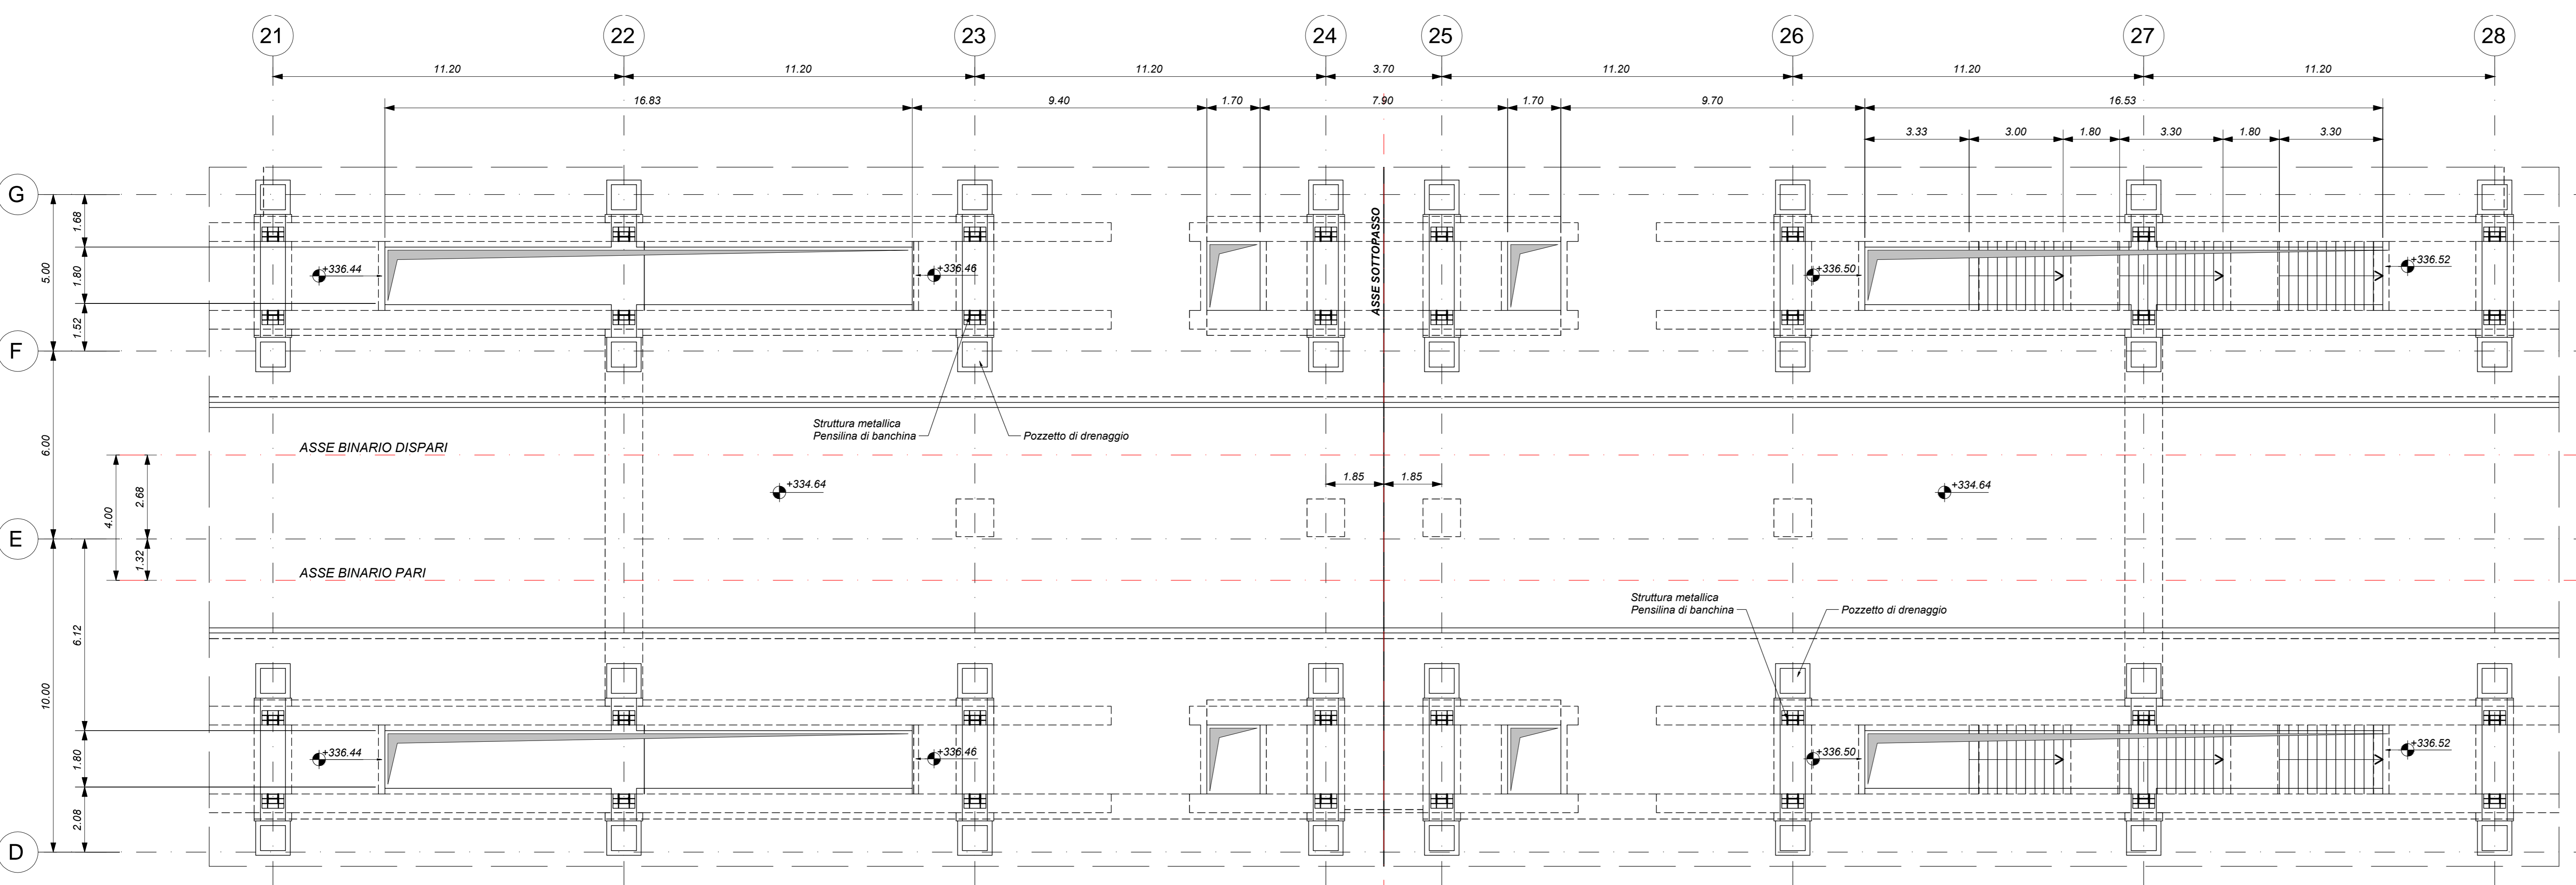 21 22 23 24 25 26 27 28
11.20 11.20 11.20 3.70 11.20 11.20 11.20
16.83 9.40 1.70 7.90 1.70 9.70 16.53
3.33 3.00 1.80 3.30 1.80 3.30
G
1.68
5.00
1.80
ASSE SOTTOPASSO
+336.44 +336.46 +336.50 +336.52
1.52
F
6.00
Struttura metallica
Pensilina di banchina
Pozzetto di drenaggio
ASSE BINARIO DISPARI
1.85 1.85
+334.64 +334.64
2.68
4.00
E
1.32
ASSE BINARIO PARI
Struttura metallica
Pensilina di banchina
Pozzetto di drenaggio
6.12
10.00
+336.44 +336.46 +336.50 +336.52
1.80
2.08
D